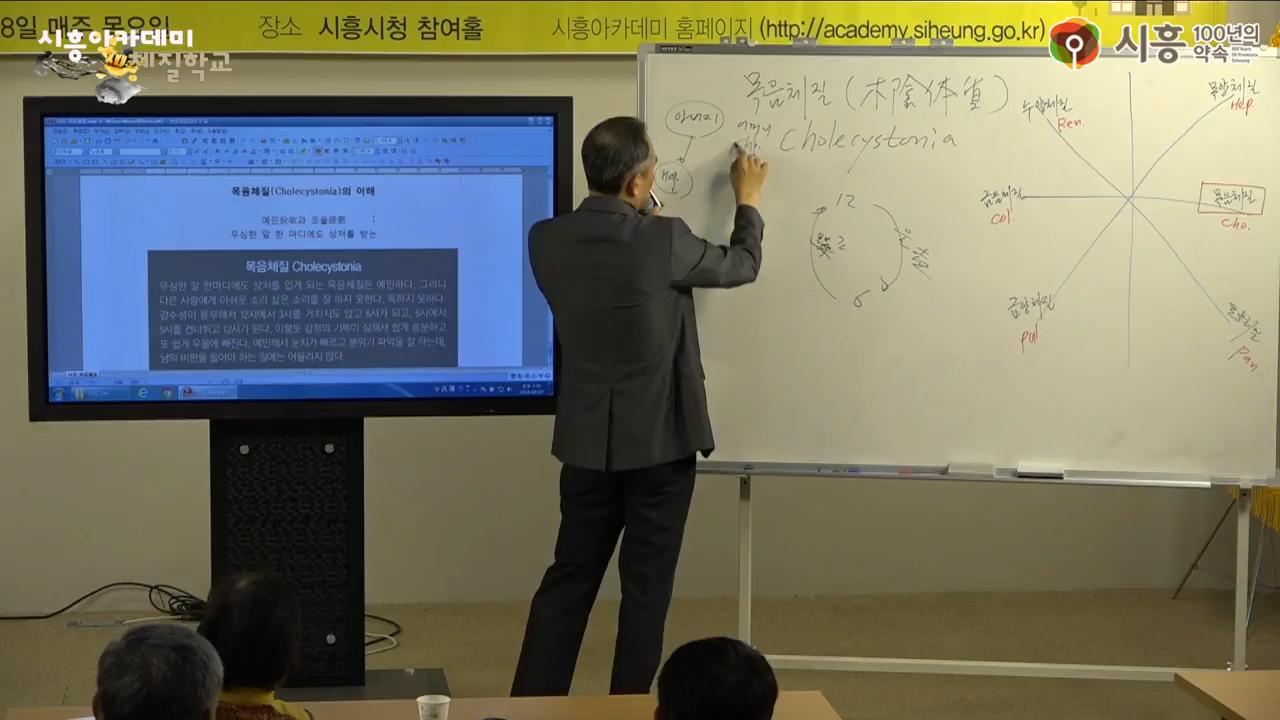 8일 매주 목요일 장소 시흥시청 참여홀 시흥아카데미 홈페이지 (http://academy.siheung.go.kr)
시흥아카데미
체질학교
시흥 100년의 약속
목음체질(Cholecystonia)의 이해
예민銳敏과 조울躁鬱
무심한 말 한 마디에도 상처를 받는
목음체질 Cholecystonia
무심한 말 한마디에도 상처를 입게 되는 목음체질은 예민하다. 그러니
다른 사람에게 아쉬운 소리 싫은 소리를 잘 하지 못한다. 독하지 못하다.
감수성이 풍부해서 12시에서 3시를 거치지도 않고 6시가 되고, 6시에서
9시를 건너뛰고 12시가 된다. 이렇듯 감정의 기복이 심해서 쉽게 흥분하고
또 쉽게 우울에 빠진다. 예민해서 눈치가 빠르고 분위기 파악을 잘 하는데,
남의 비판을 들어야 하는 일에는 어울리지 않다.
목음체질 (木陰体質)
Cholecystonia
아버지
Hep.
어머니
12
6
수양체질
Ren.
목양체질
Hep.
금음체질
Col.
목음체질
Cho.
금양체질
Pul.
Pan.